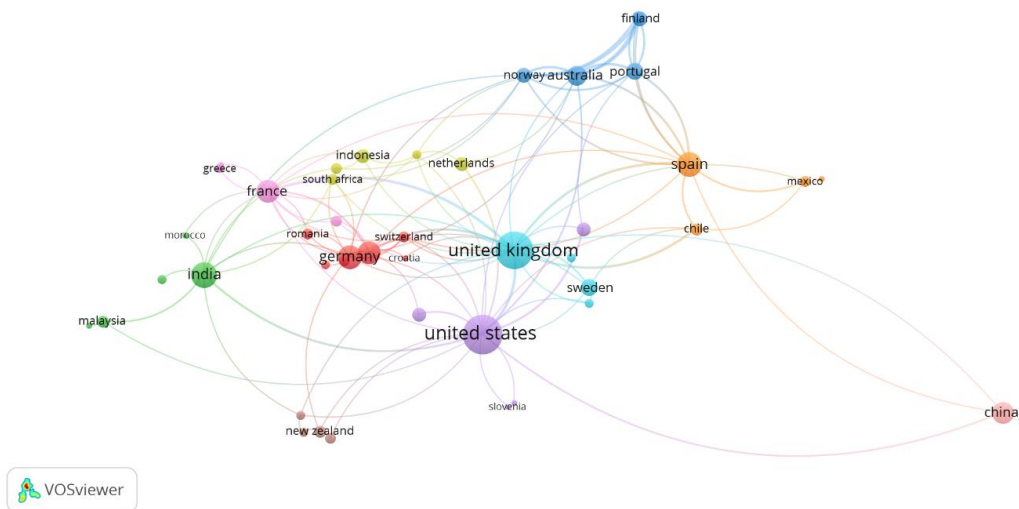 finland
norway
australia
portugal
indonesia
netherlands
spain
greece
south africa
mexico
france
morocco
romania
switzerland
chile
united kingdom
germany
croatia
india
sweden
malaysia
united states
slovenia
china
new zealand
VOSviewer